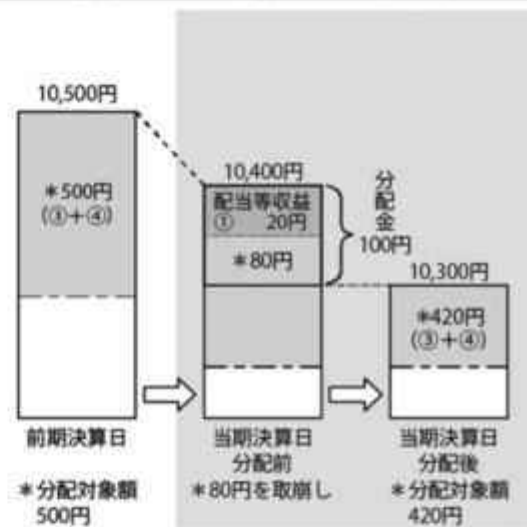 10,500円
*500円
(③+④)
前期決算日
*分配対象額
500円
10,400円
配当等収益
① 20円
*80円
分配金
100円
当期決算日
分配前
*80円を取崩し
10,300円
*420円
(③+④)
当期決算日
分配後
*分配対象額
420円